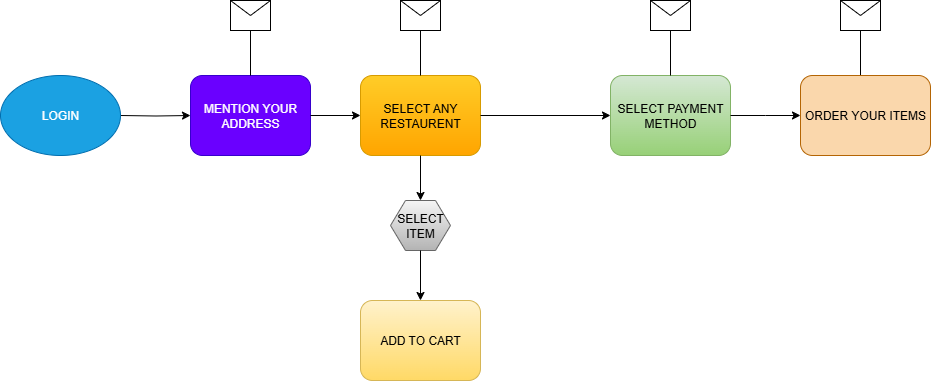 LOGIN
MENTION YOUR
ADDRESS
SELECT ANY
RESTAURENT
SELECT PAYMENT
METHOD
ORDER YOUR ITEMS
SELECT
ITEM
ADD TO CART